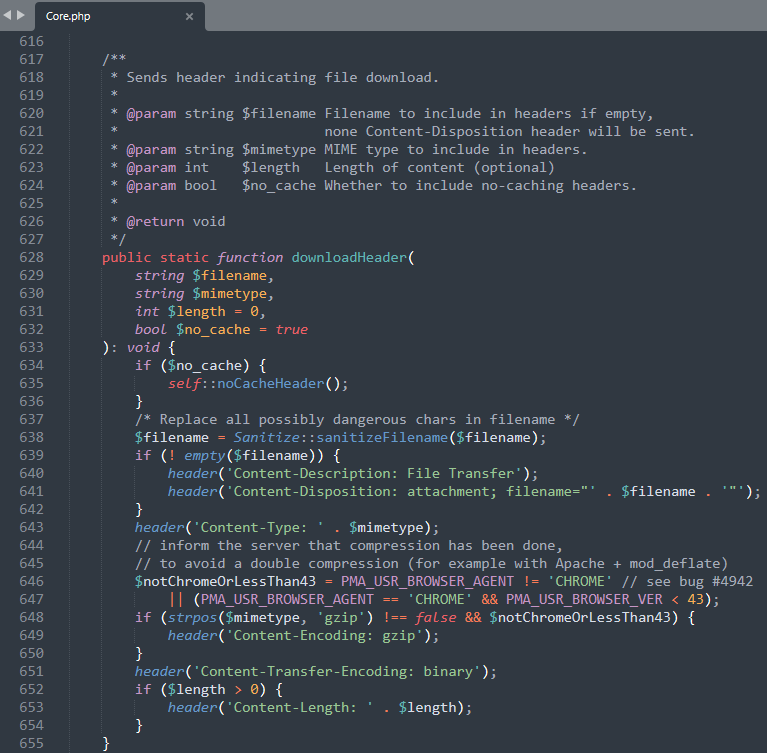 Core.php
616
617 /**
618 * Sends header indicating file download.
619 *
620 * @param string $filename Filename to include in headers if empty,
621 * none Content-Disposition header will be sent.
622 * @param string $mimetype MIME type to include in headers.
623 * @param int $length Length of content (optional)
624 * @param bool $no_cache Whether to include no-caching headers.
625 *
626 * @return void
627 */
628 public static function downloadHeader(
629 string $filename,
630 string $mimetype,
631 int $length = 0,
632 bool $no_cache = true
633 ): void {
634 if ($no_cache) {
635 self::noCacheHeader();
636 }
637 /* Replace all possibly dangerous chars in filename */
638 $filename = Sanitize::sanitizeFilename($filename);
639 if (! empty($filename)) {
640 header('Content-Description: File Transfer');
641 header('Content-Disposition: attachment; filename="' . $filename . '"');
642 }
643 header('Content-Type: ' . $mimetype);
644 // inform the server that compression has been done,
645 // to avoid a double compression (for example with Apache + mod_deflate)
646 $notChromeOrLessThan43 = PMA_USR_BROWSER_AGENT != 'CHROME' // see bug #4942
647 || (PMA_USR_BROWSER_AGENT == 'CHROME' && PMA_USR_BROWSER_VER < 43);
648 if (strpos($mimetype, 'gzip') !== false && $notChromeOrLessThan43) {
649 header('Content-Encoding: gzip');
650 }
651 header('Content-Transfer-Encoding: binary');
652 if ($length > 0) {
653 header('Content-Length: ' . $length);
654 }
655 }